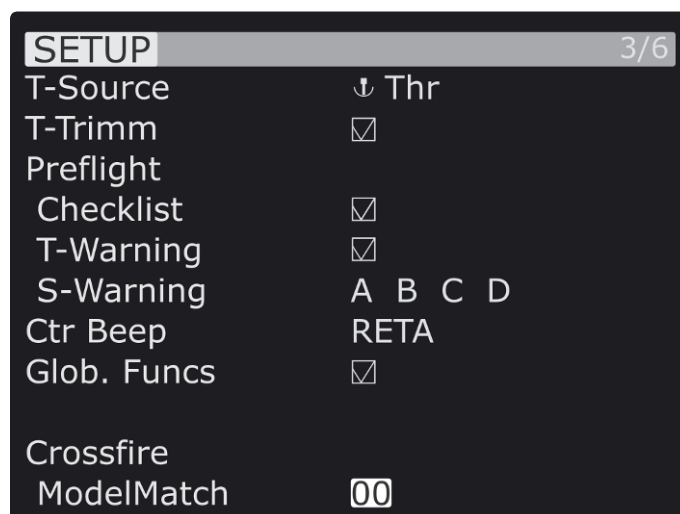 SETUP 3/6
T-Source Thr
T-Trimm
Preflight
Checklist
T-Warning
S-Warning A B C D
Ctr Beep RETA
Glob. Funcs
Crossfire
ModelMatch 00